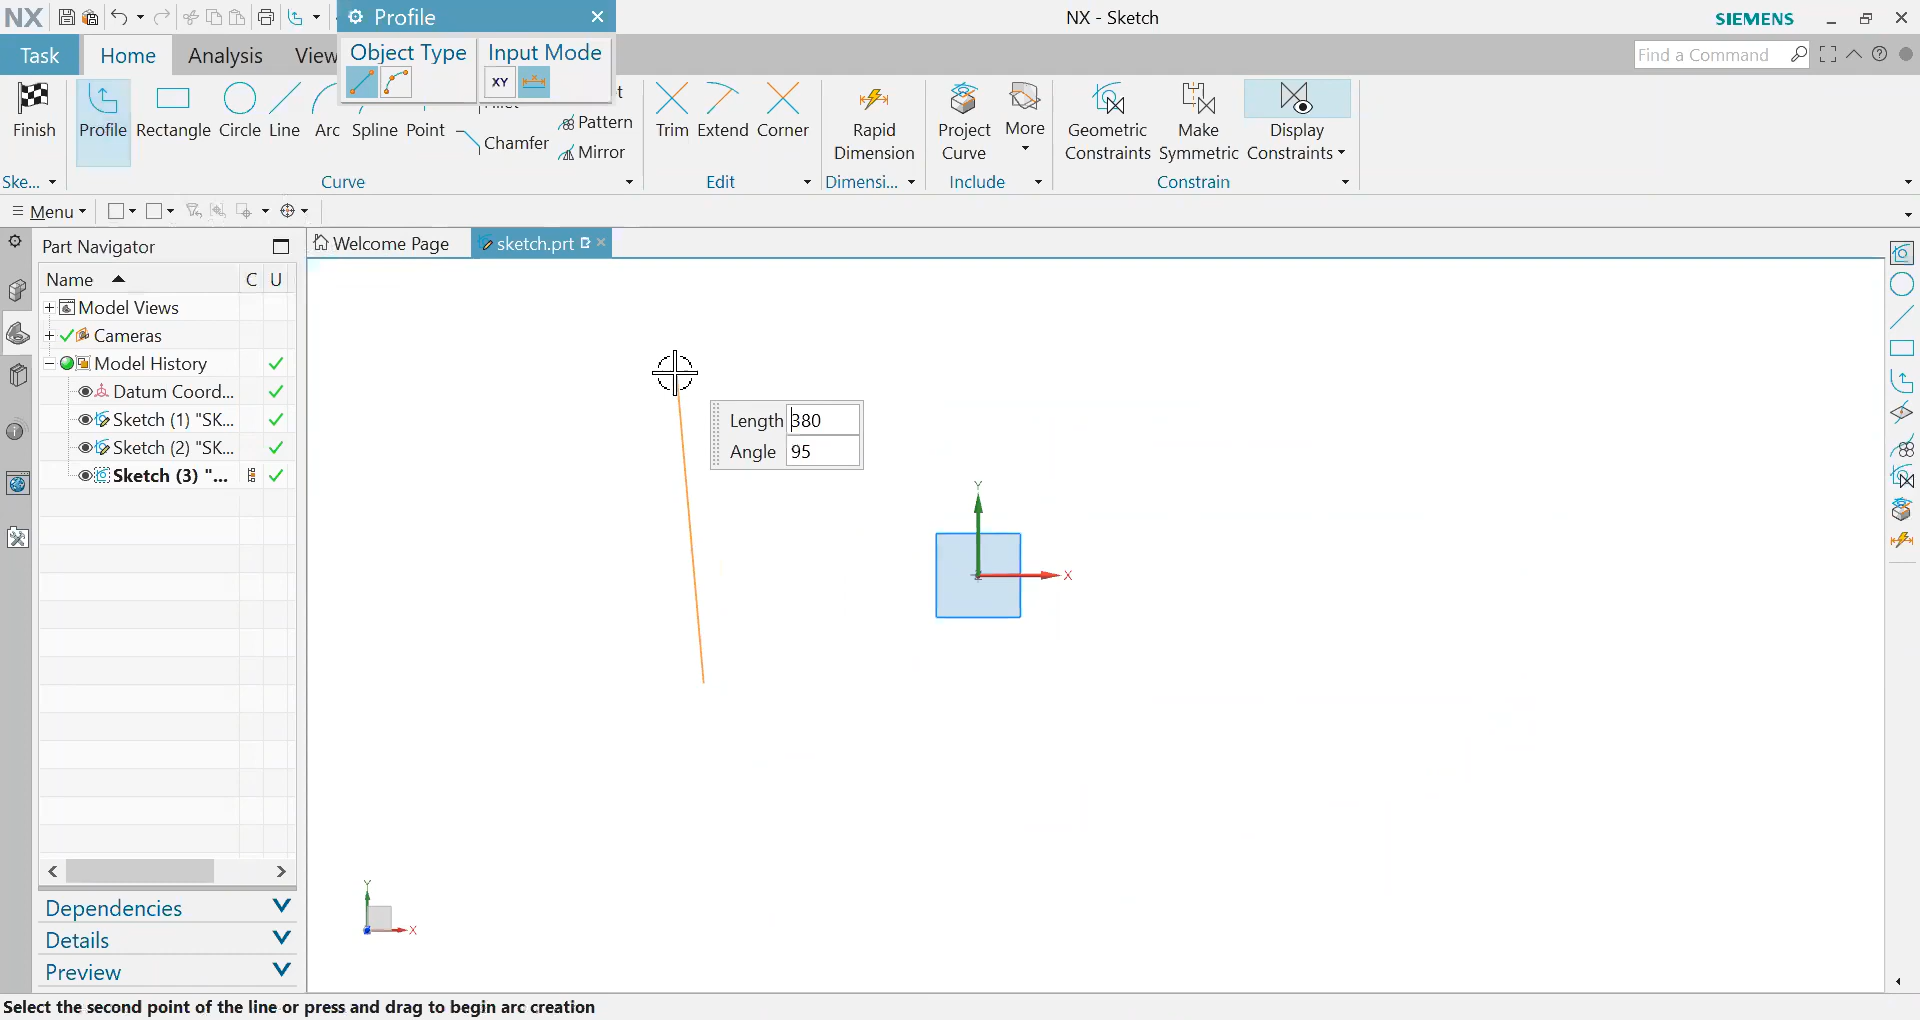 NX
Profile
NX - Sketch
SIEMENS
Task
Home
Analysis
View
Object Type
Input Mode
XY
Find a Command
Finish
Profile
Rectangle
Circle
Line
Arc
Spline
Point
Chamfer
Pattern
Mirror
Trim
Extend
Corner
Rapid
Dimension
Project
Curve
More
Geometric
Constraints
Make
Symmetric
Display
Constraints
Ske...
Curve
Edit
Dimensi...
Include
Constrain
Menu
Part Navigator
Welcome Page
sketch.prt
Name
C
U
Model Views
Cameras
Model History
Datum Coord...
Sketch (1) "SK...
Sketch (2) "SK...
Sketch (3) "...
Length 380
Angle 95
Y
X
Y
X
Dependencies
Details
Preview
Select the second point of the line or press and drag to begin arc creation